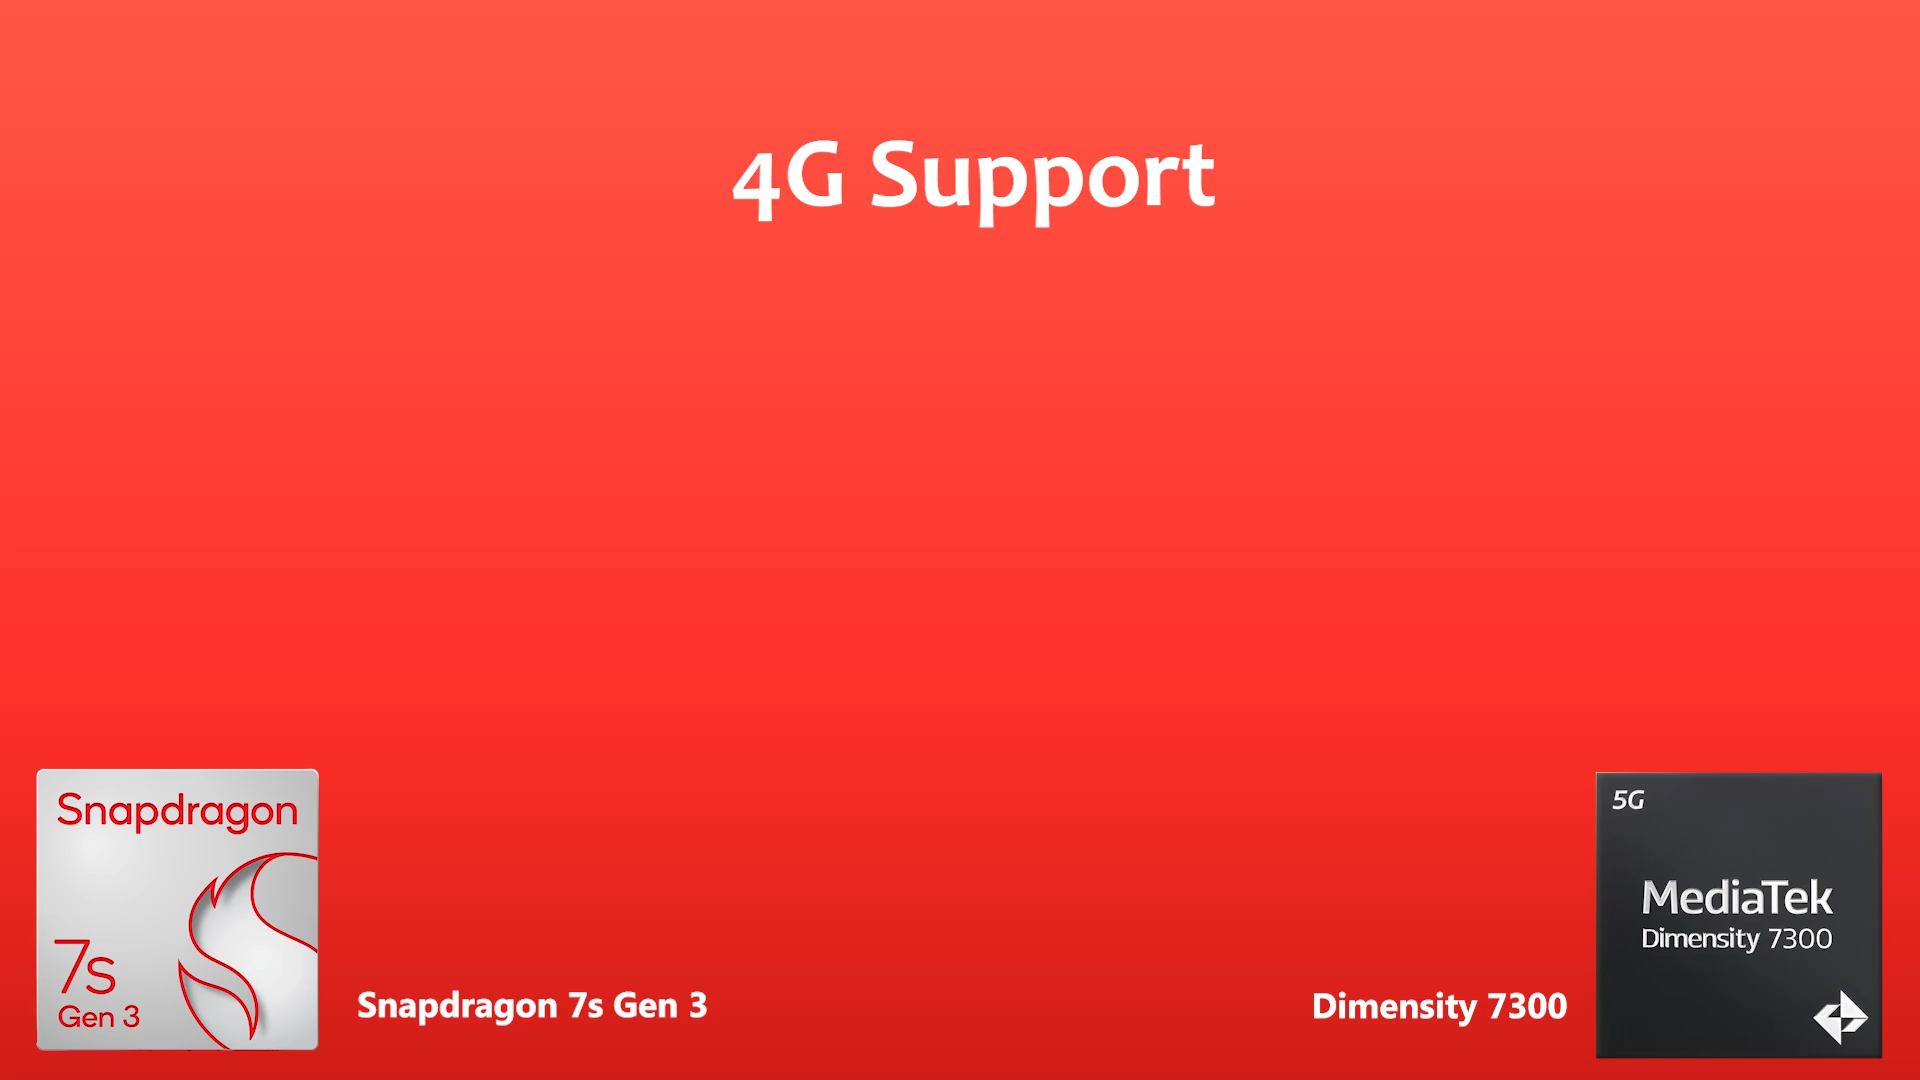 4G Support
Snapdragon
7s
Gen 3
Snapdragon 7s Gen 3
Dimensity 7300
5G
MediaTek
Dimensity 7300